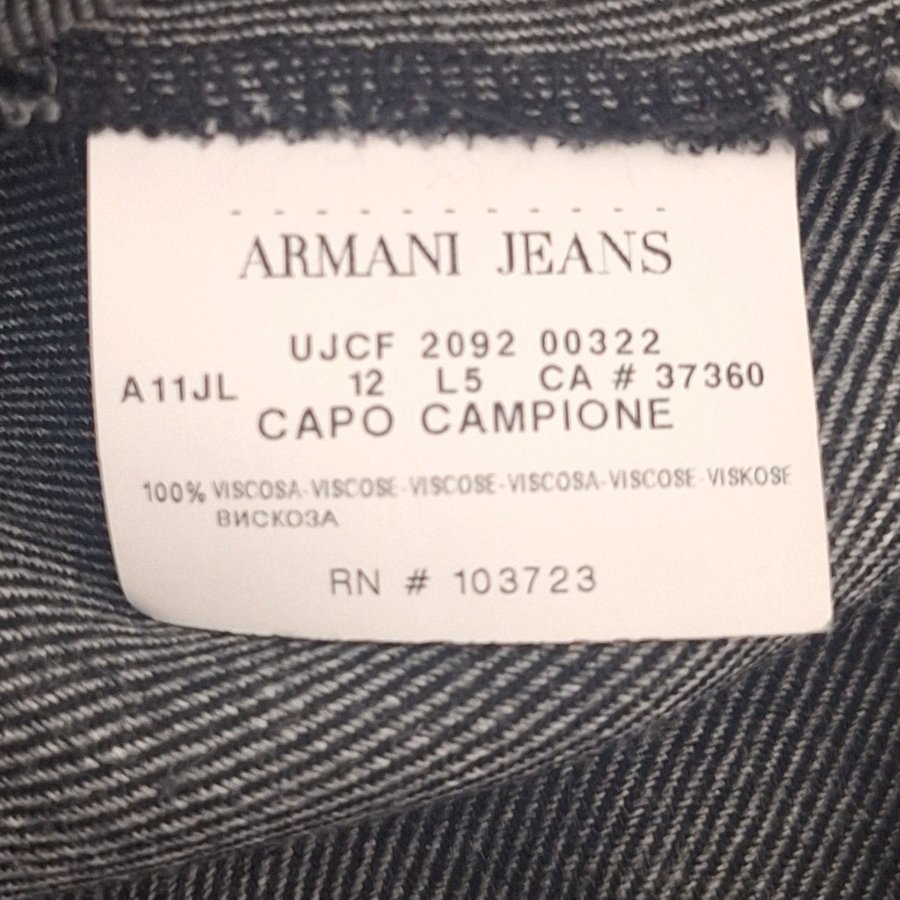 ARMANI JEANS
UJCF 2092 00322
A11JL 12 L5 CA # 37360
CAPO CAMPIONE
100% VISCOSA-VISCOSE-VISCOSE-VISCOSA-VISCOSE-VISKOSE
ВИСКОЗА
RN # 103723